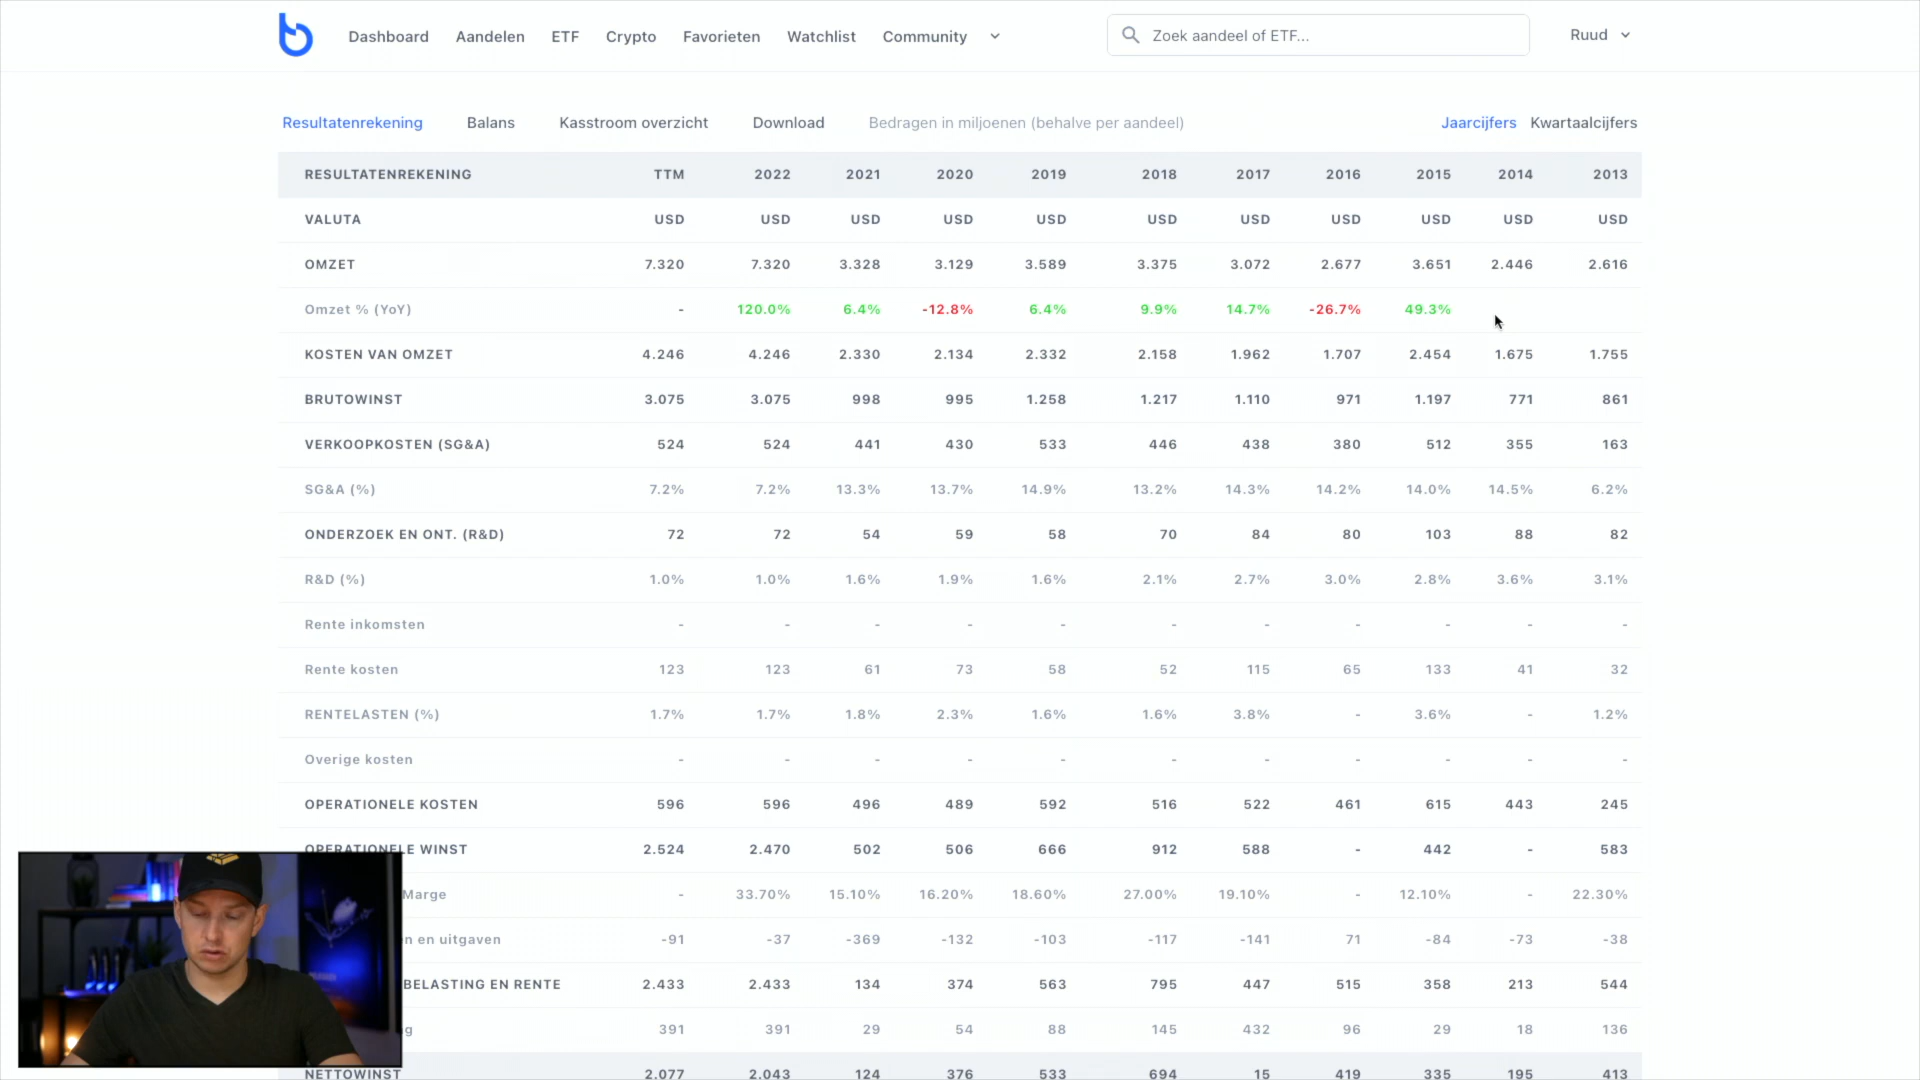 Dashboard Aandelen ETF Crypto Favorieten Watchlist Community Zoek aandeel of ETF... Ruud
Resultatenrekening Balans Kasstroom overzicht Download Bedragen in miljoenen (behalve per aandeel) Jaarcijfers Kwartaalcijfers
RESULTATENREKENING TTM 2022 2021 2020 2019 2018 2017 2016 2015 2014 2013
VALUTA USD USD USD USD USD USD USD USD USD USD USD
OMZET 7.320 7.320 3.328 3.129 3.589 3.375 3.072 2.677 3.651 2.446 2.616
Omzet % (YoY) - 120.0% 6.4% -12.8% 6.4% 9.9% 14.7% -26.7% 49.3%
KOSTEN VAN OMZET 4.246 4.246 2.330 2.134 2.332 2.158 1.962 1.707 2.454 1.675 1.755
BRUTOWINST 3.075 3.075 998 995 1.258 1.217 1.110 971 1.197 771 861
VERKOOPKOSTEN (SG&A) 524 524 441 430 533 446 438 380 512 355 163
SG&A (%) 7.2% 7.2% 13.3% 13.7% 14.9% 13.2% 14.3% 14.2% 14.0% 14.5% 6.2%
ONDERZOEK EN ONT. (R&D) 72 72 54 59 58 70 84 80 103 88 82
R&D (%) 1.0% 1.0% 1.6% 1.9% 1.6% 2.1% 2.7% 3.0% 2.8% 3.6% 3.1%
Rente inkomsten - - - - - - - - - - -
Rente kosten 123 123 61 73 58 52 115 65 133 41 32
RENTELASTEN (%) 1.7% 1.7% 1.8% 2.3% 1.6% 1.6% 3.8% - 3.6% - 1.2%
Overige kosten - - - - - - - - - - -
OPERATIONELE KOSTEN 596 596 496 489 592 516 522 461 615 443 245
OPERATIONELE WINST 2.524 2.470 502 506 666 912 588 - 442 - 583
Marge - 33.70% 15.10% 16.20% 18.60% 27.00% 19.10% - 12.10% - 22.30%
n en uitgaven -91 -37 -369 -132 -103 -117 -141 71 -84 -73 -38
BELASTING EN RENTE 2.433 2.433 134 374 563 795 447 515 358 213 544
g 391 391 29 54 88 145 432 96 29 18 136
NETTOWINST 2.077 2.043 124 376 533 694 15 419 335 195 413